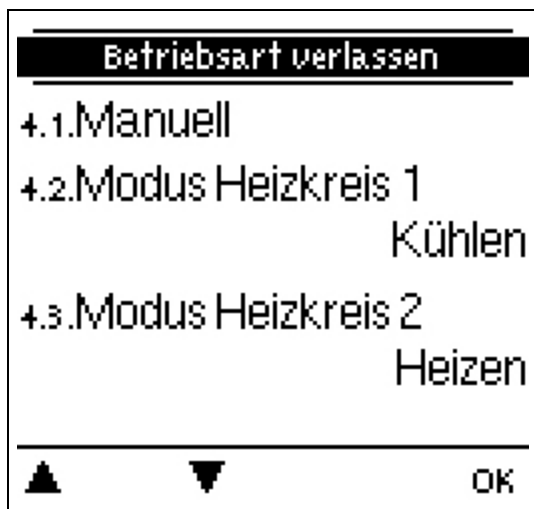 Betriebsart verlassen
4.1.Manuell
4.2.Modus Heizkreis 1
Kühlen
4.3.Modus Heizkreis 2
Heizen
OK